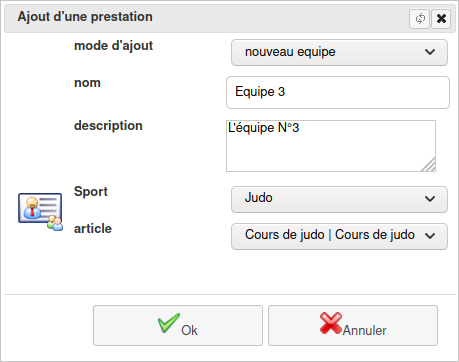 Ajout d'une prestation
mode d'ajout nouveau equipe
nom Equipe 3
description L'équipe N°3
Sport Judo
article Cours de judo | Cours de judo
Ok Annuler